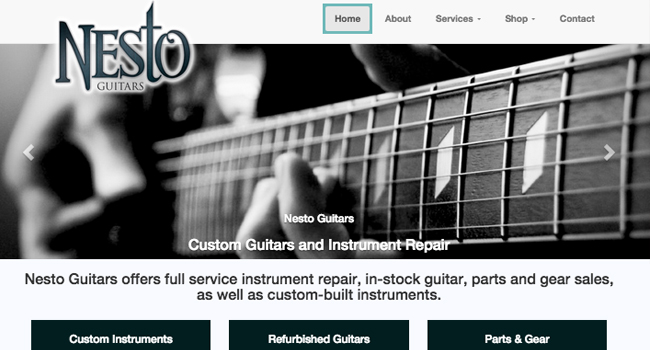 Nesto
GUITARS
Home About Services Shop Contact
Nesto Guitars
Custom Guitars and Instrument Repair
Nesto Guitars offers full service instrument repair, in-stock guitar, parts and gear sales,
as well as custom-built instruments.
Custom Instruments Refurbished Guitars Parts & Gear